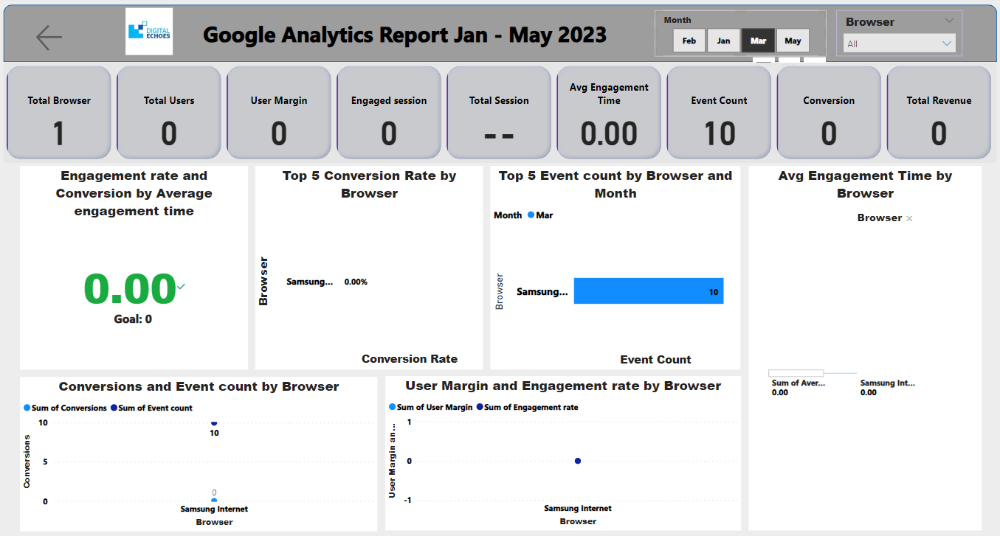 DIGITAL
ECHOES
Google Analytics Report Jan - May 2023
Month
Feb
Jan
Mar
May
Browser
All
Total Browser
1
Total Users
0
User Margin
0
Engaged session
0
Total Session
--
Avg Engagement
Time
0.00
Event Count
10
Conversion
0
Total Revenue
0
Engagement rate and
Conversion by Average
engagement time
0.00
Goal: 0
Top 5 Conversion Rate by
Browser
Browser
Samsung...
0.00%
Conversion Rate
Top 5 Event count by Browser and
Month
Month
Mar
Browser
Samsung...
10
Event Count
Avg Engagement Time by
Browser
Browser
Sum of Aver...
0.00
Samsung Int...
0.00
Conversions and Event count by Browser
Sum of Conversions
Sum of Event count
Conversions
10
5
0
10
0
Samsung Internet
Browser
User Margin and Engagement rate by Browser
Sum of User Margin
Sum of Engagement rate
User Margin an...
1
0
-1
Samsung Internet
Browser